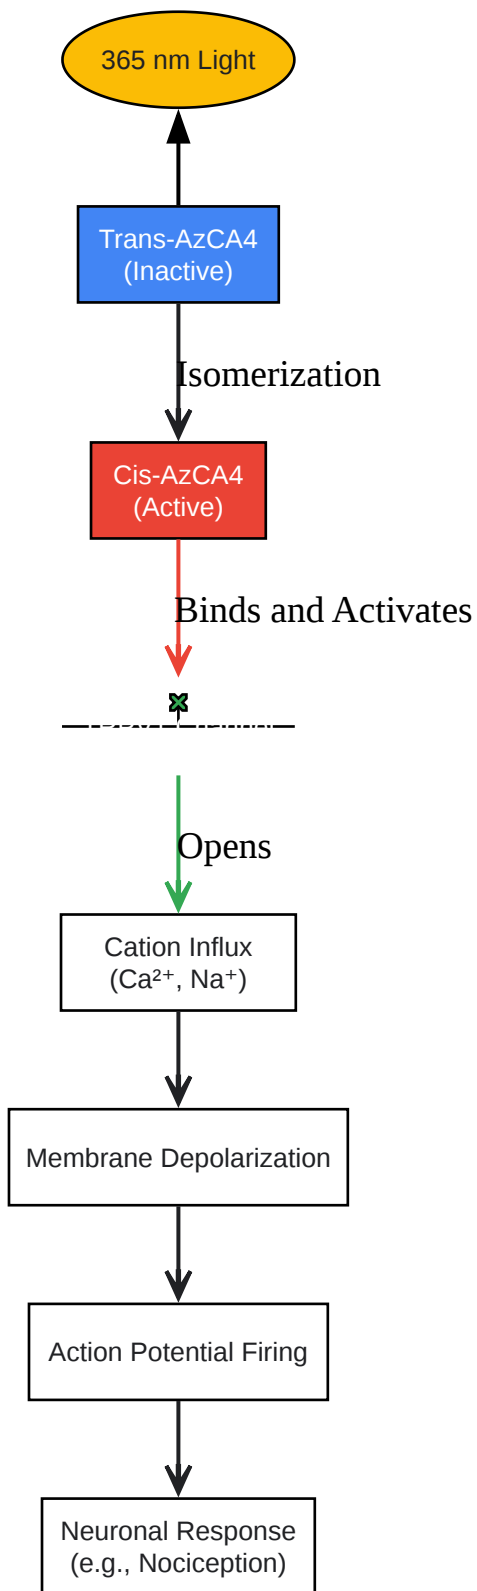 365 nm Light
Trans-AzCA4
(Inactive)
Isomerization
Cis-AzCA4
(Active)
Binds and Activates
Opens
Cation Influx
(Ca²⁺, Na⁺)
Membrane Depolarization
Action Potential Firing
Neuronal Response
(e.g., Nociception)